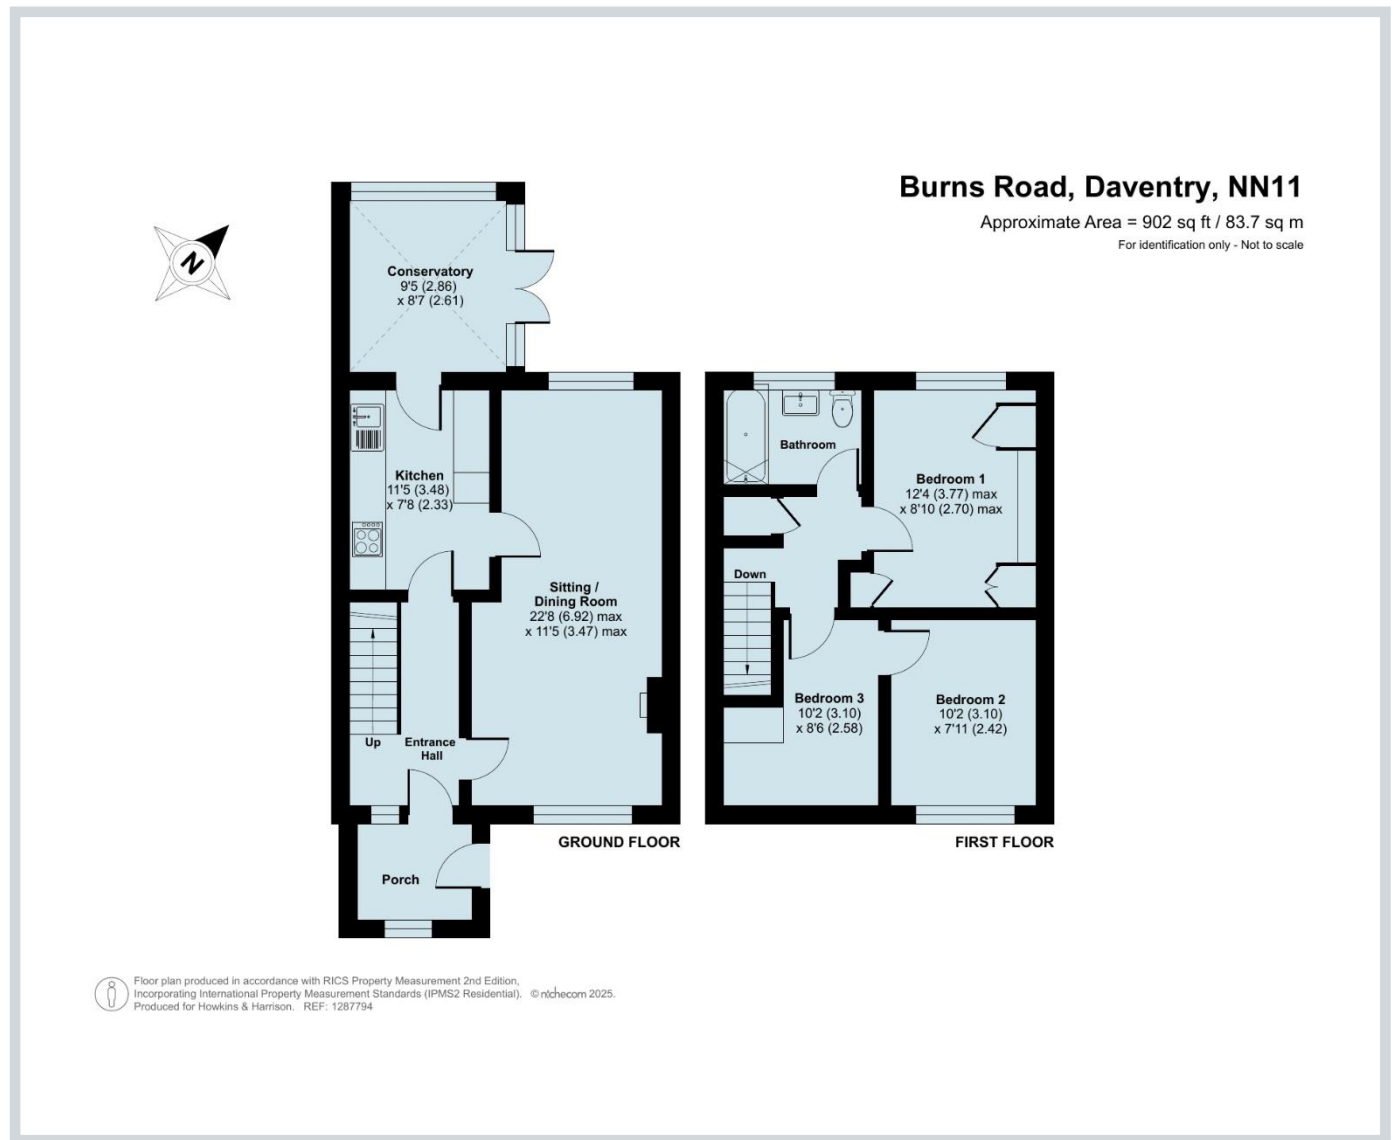 Burns Road, Daventry, NN11
Approximate Area = 902 sq ft / 83.7 sq m
For identification only - Not to scale
N
Conservatory
9'5 (2.86)
x 8'7 (2.61)
Kitchen
11'5 (3.48)
x 7'8 (2.33)
Sitting /
Dining Room
22'8 (6.92) max
x 11'5 (3.47) max
Up
Entrance
Hall
Porch
GROUND FLOOR
Bathroom
Bedroom 1
12'4 (3.77) max
x 8'10 (2.70) max
Down
Bedroom 3
10'2 (3.10)
x 8'6 (2.58)
Bedroom 2
10'2 (3.10)
x 7'11 (2.42)
FIRST FLOOR
Floor plan produced in accordance with RICS Property Measurement 2nd Edition,
Incorporating International Property Measurement Standards (IPMS2 Residential). © nichecom 2025.
Produced for Howkins & Harrison. REF: 1287794